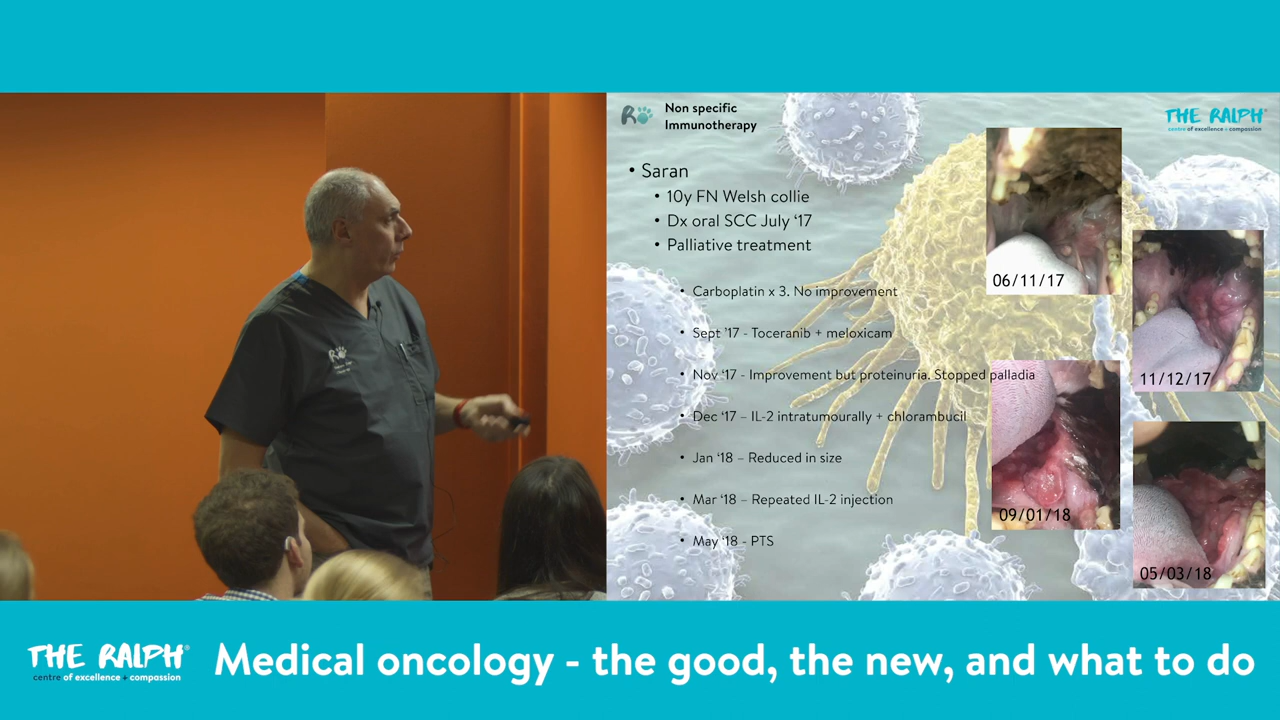 Non specific
Immunotherapy
THE RALPH®
centre of excellence + compassion
• Saran
• 10y FN Welsh collie
• Dx oral SCC July ‘17
• Palliative treatment
• Carboplatin x 3. No improvement
• Sept ’17 - Toceranib + meloxicam
• Nov ‘17 - Improvement but proteinuria. Stopped palladia
• Dec ‘17 – IL-2 intratumourally + chlorambucil
• Jan ‘18 – Reduced in size
• Mar ‘18 – Repeated IL-2 injection
• May ‘18 - PTS
06/11/17
11/12/17
09/01/18
05/03/18
THE RALPH®
centre of excellence + compassion
Medical oncology - the good, the new, and what to do